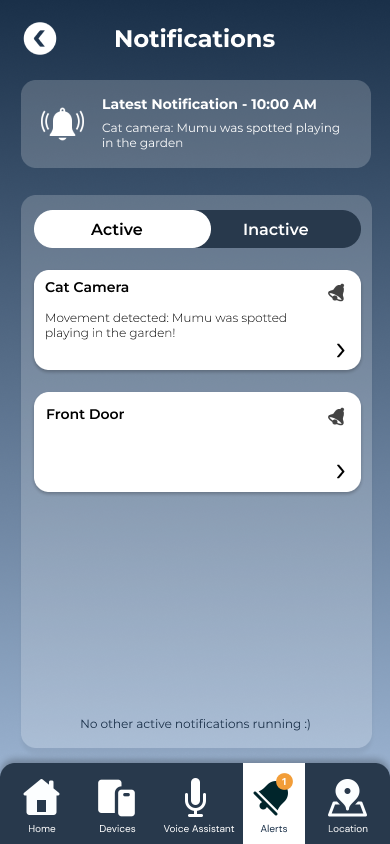 Notifications
Latest Notification - 10:00 AM
Cat camera: Mumu was spotted playing
in the garden
Active
Inactive
Cat Camera
Movement detected: Mumu was spotted
playing in the garden!
Front Door
No other active notifications running :)
1
Home
Devices
Voice Assistant
Alerts
Location